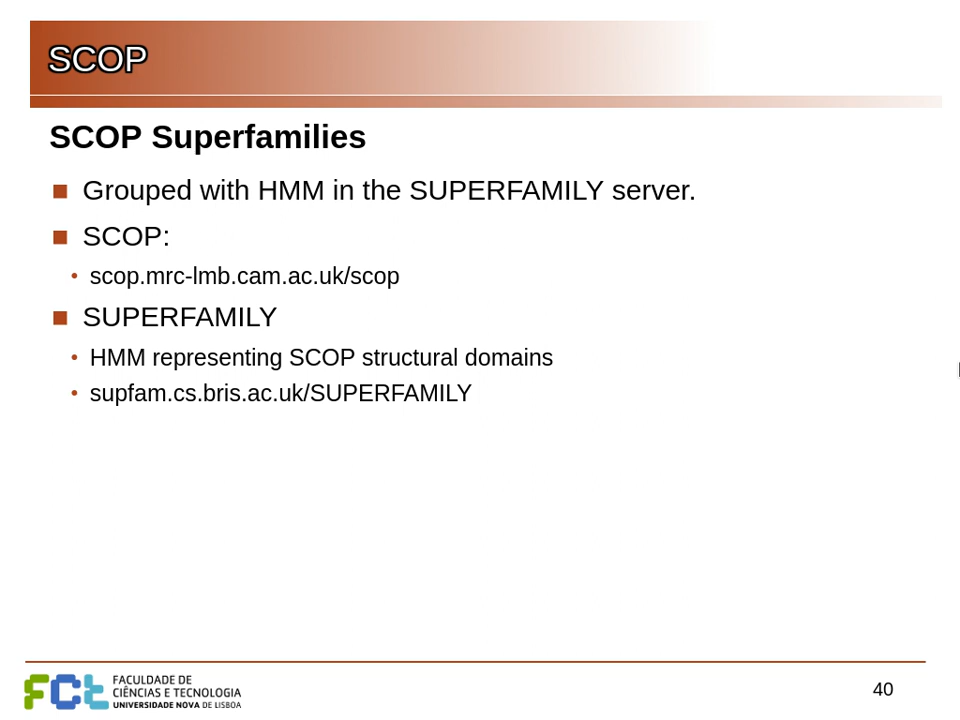 SCOP
SCOP Superfamilies
Grouped with HMM in the SUPERFAMILY server.
SCOP:
scop.mrc-lmb.cam.ac.uk/scop
SUPERFAMILY
HMM representing SCOP structural domains
supfam.cs.bris.ac.uk/SUPERFAMILY
FCt
FACULDADE DE
CIÊNCIAS E TECNOLOGIA
UNIVERSIDADE NOVA DE LISBOA
40